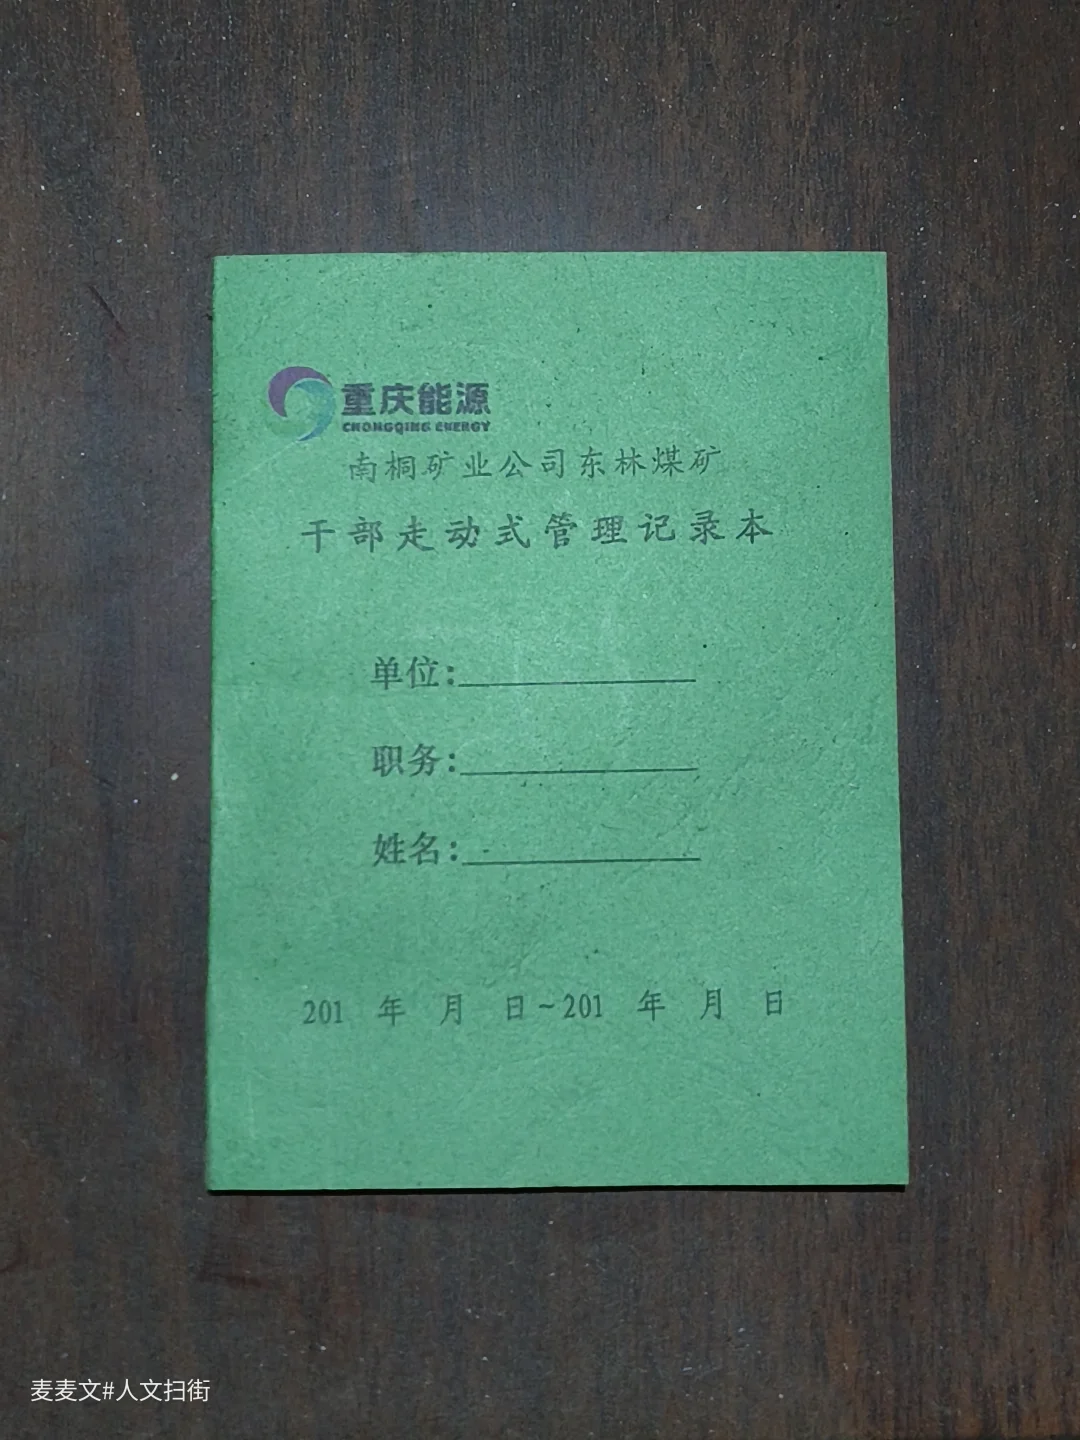 重庆能源
CHONGQING ENERGY
南桐矿业公司东林煤矿
干部走动式管理记录本
单位:
职务:
姓名:
201 年 月 日~201 年 月 日
麦麦文#人文扫街